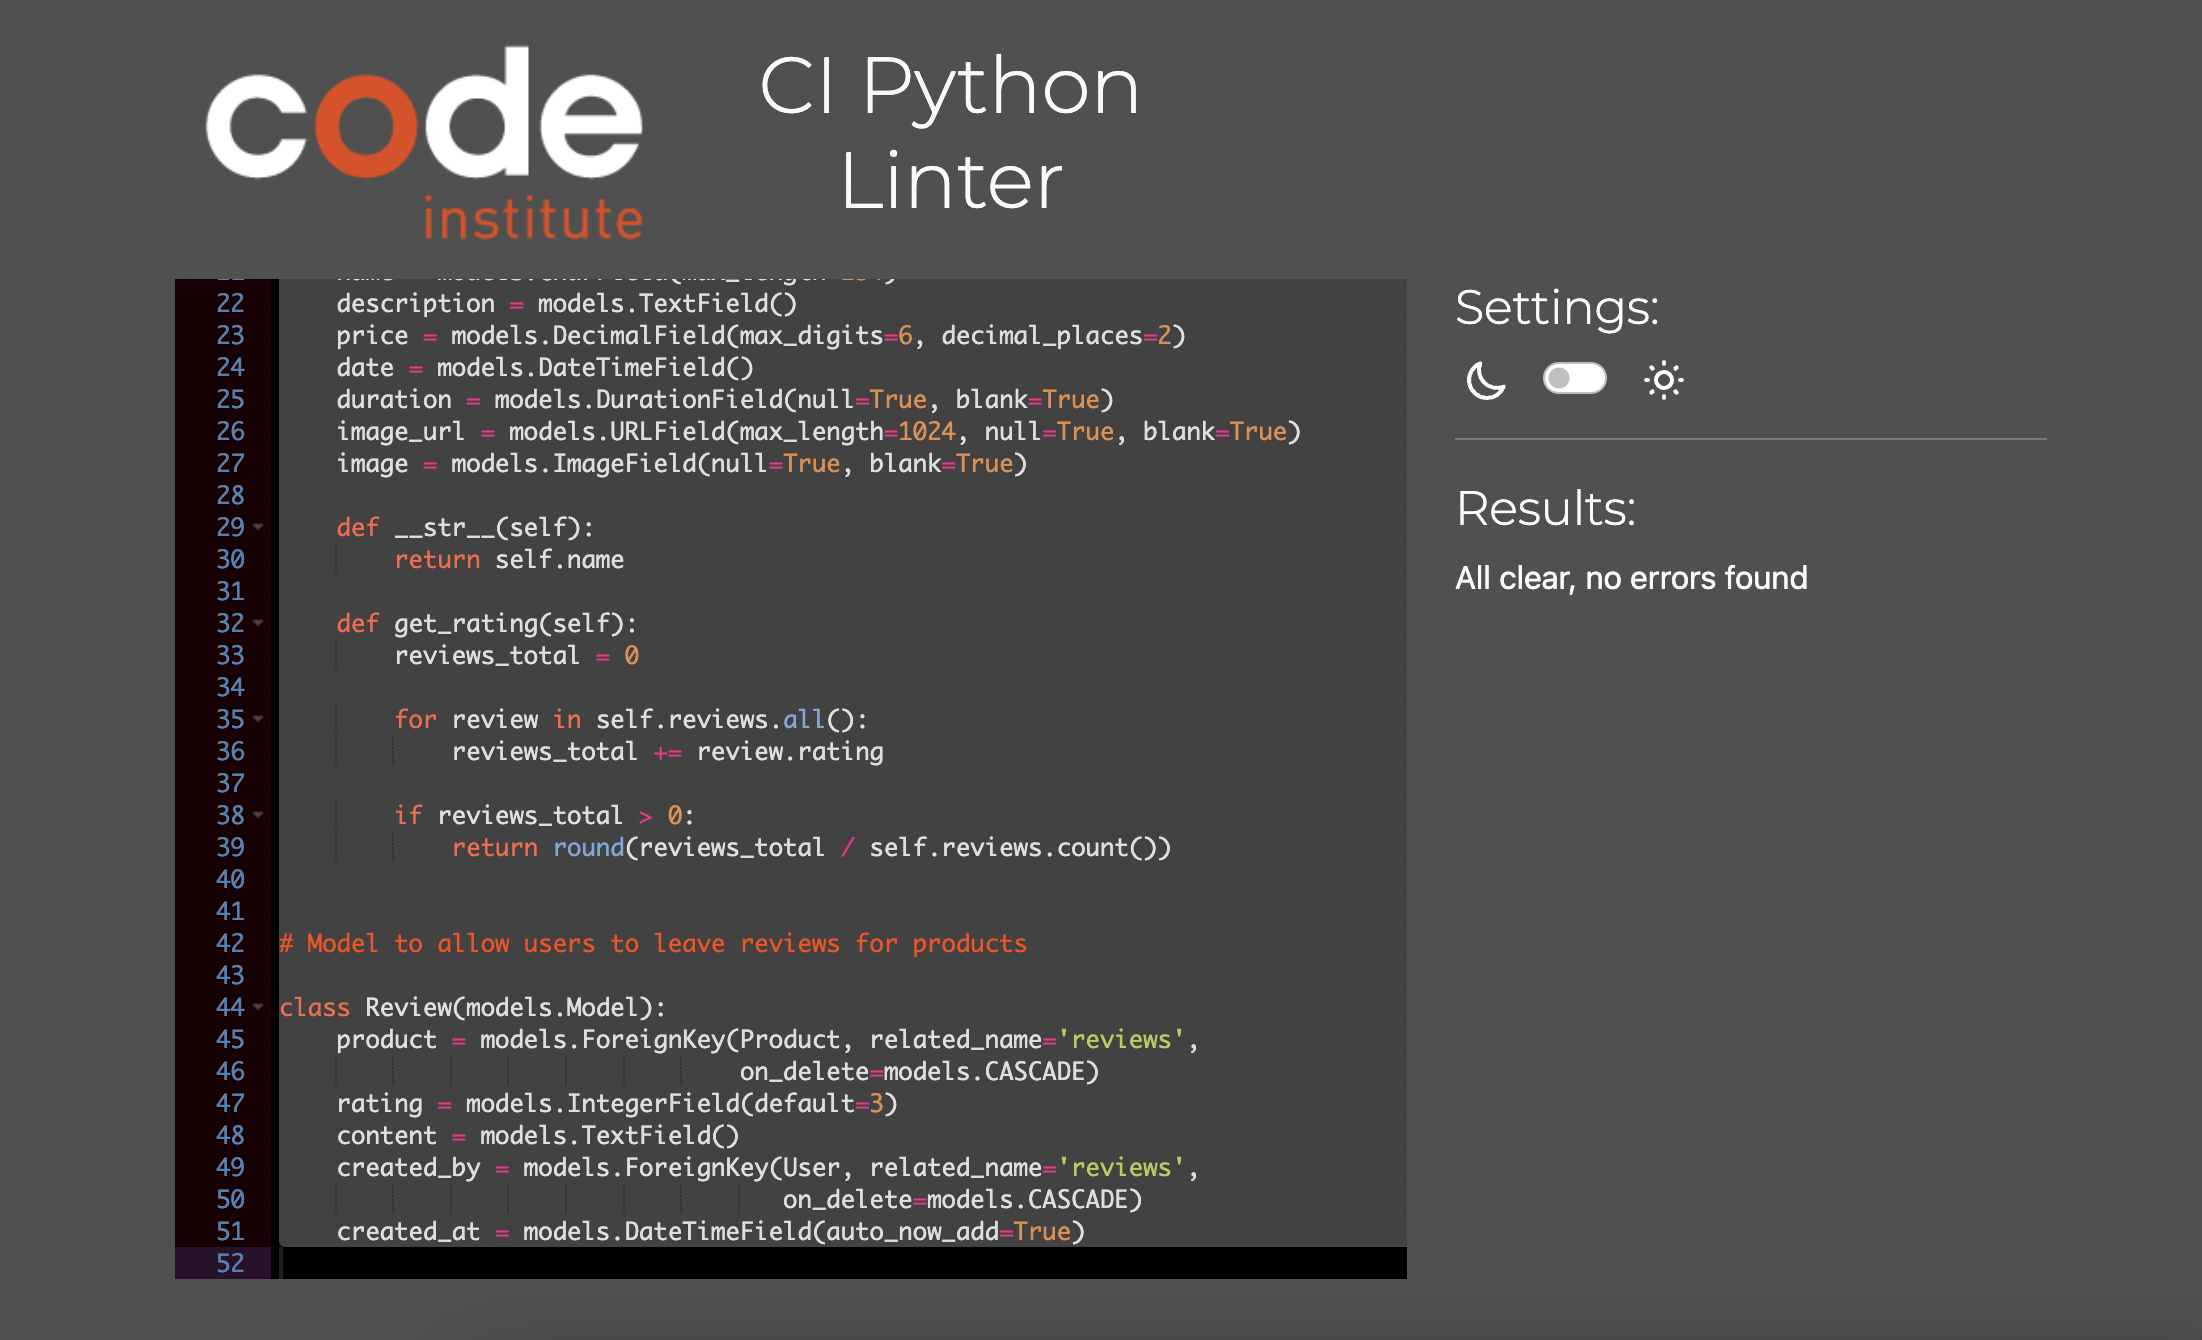 code
institute
CI Python
Linter
22 description = models.TextField()
23 price = models.DecimalField(max_digits=6, decimal_places=2)
24 date = models.DateTimeField()
25 duration = models.DurationField(null=True, blank=True)
26 image_url = models.URLField(max_length=1024, null=True, blank=True)
27 image = models.ImageField(null=True, blank=True)
28
29 def __str__(self):
30 return self.name
31
32 def get_rating(self):
33 reviews_total = 0
34
35 for review in self.reviews.all():
36 reviews_total += review.rating
37
38 if reviews_total > 0:
39 return round(reviews_total / self.reviews.count())
40
41
42 # Model to allow users to leave reviews for products
43
44 class Review(models.Model):
45 product = models.ForeignKey(Product, related_name='reviews',
46 on_delete=models.CASCADE)
47 rating = models.IntegerField(default=3)
48 content = models.TextField()
49 created_by = models.ForeignKey(User, related_name='reviews',
50 on_delete=models.CASCADE)
51 created_at = models.DateTimeField(auto_now_add=True)
52
Settings:
Results:
All clear, no errors found